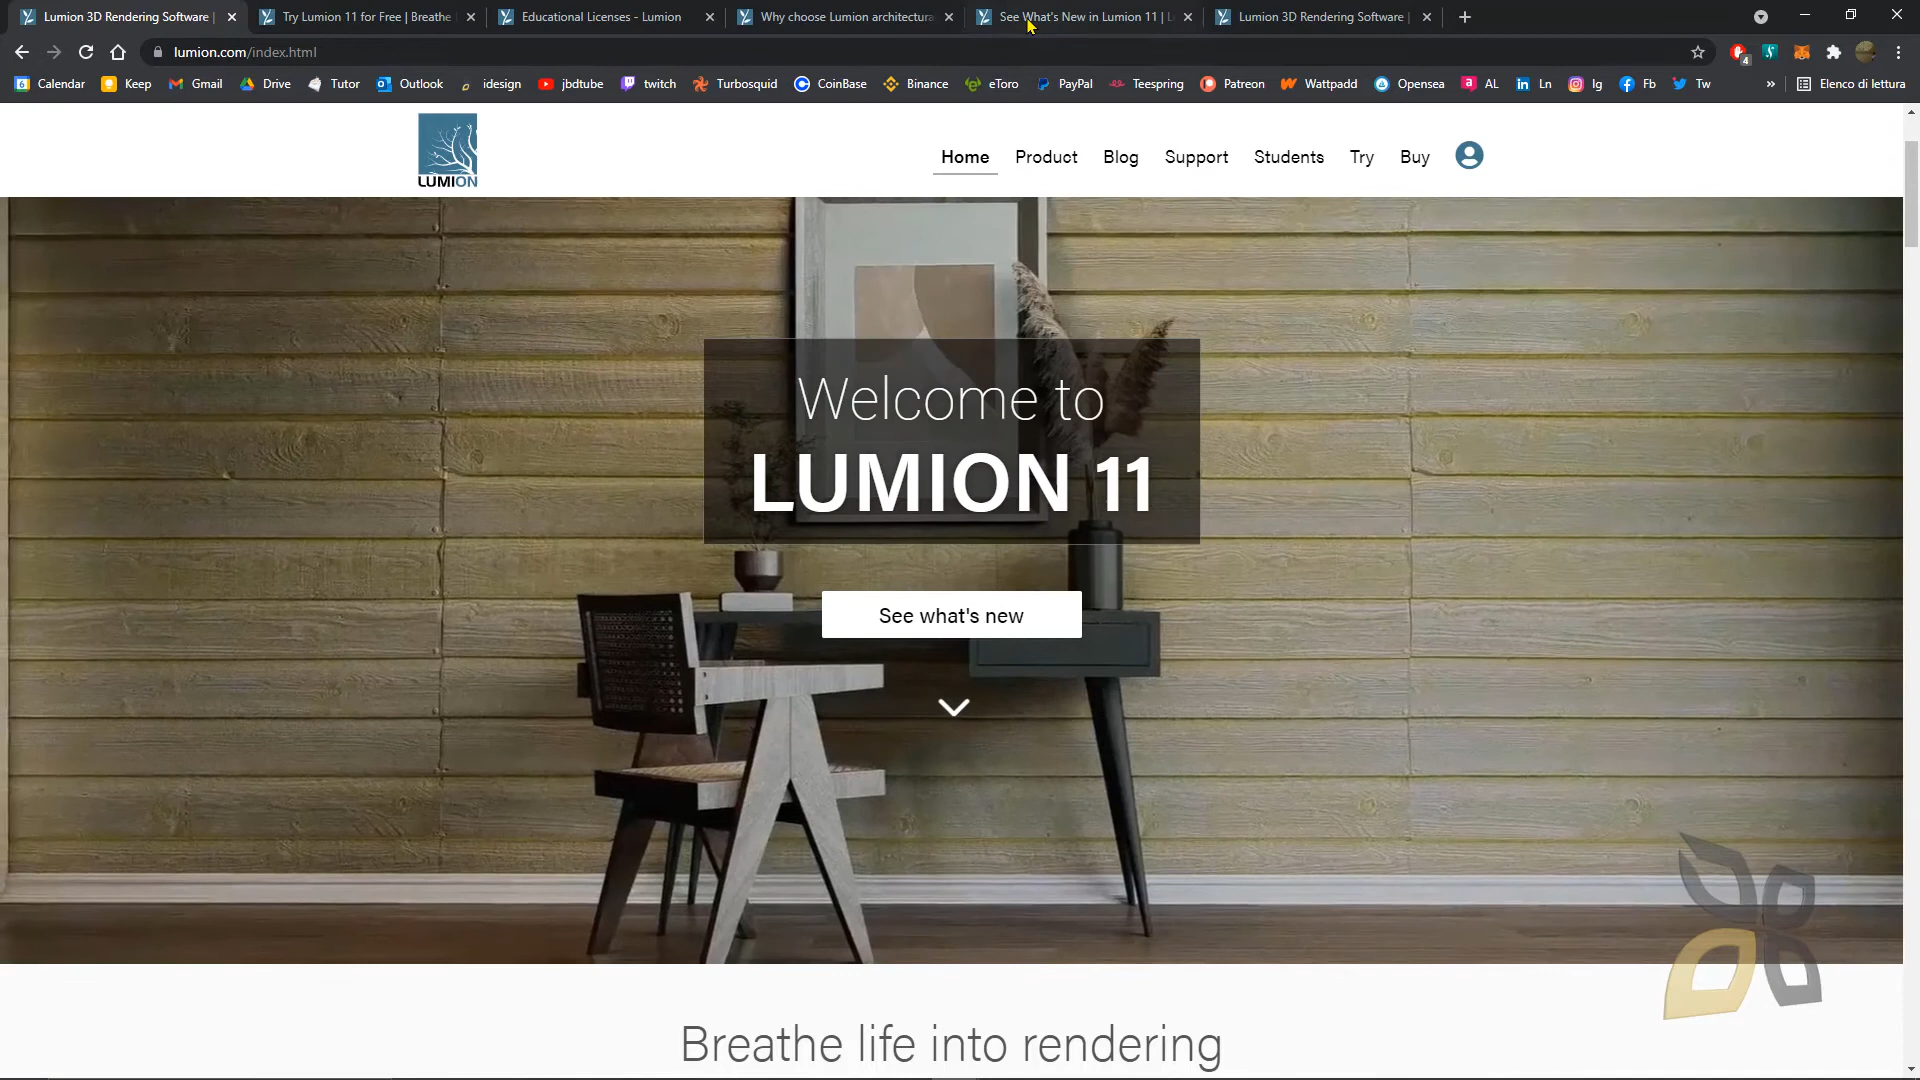 Lumion 3D Rendering Software |
Try Lumion 11 for Free | Breathe
Educational Licenses - Lumion
Why choose Lumion architectura
See What's New in Lumion 11 | L
Lumion 3D Rendering Software |
lumion.com/index.html
4
6 Calendar
Keep
Gmail
Drive
Tutor
Outlook
idesign
jbdtube
twitch
Turbosquid
CoinBase
Binance
eToro
PayPal
Teespring
Patreon
Wattpadd
Opensea
a AL
in Ln
Ig
Fb
Tw
»
Elenco di lettura
LUMION
Home
Product
Blog
Support
Students
Try
Buy
Welcome to
LUMION 11
See what's new
Breathe life into rendering